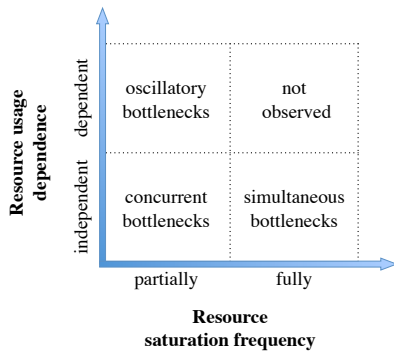 Resource usage
dependence
dependent
independent
oscillatory
bottlenecks
not
observed
concurrent
bottlenecks
simultaneous
bottlenecks
partially
fully
Resource
saturation frequency